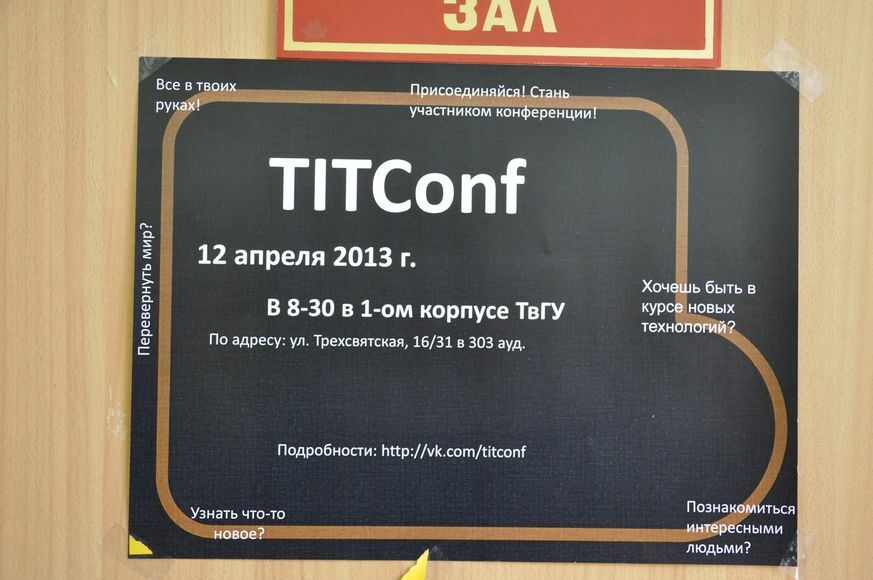 ЗАЛ
Все в твоих
руках!
Присоединяйся! Стань
участником конференции!
TITConf
12 апреля 2013 г.
В 8-30 в 1-ом корпусе ТвГУ
По адресу: ул. Трехсвятская, 16/31 в 303 ауд.
Перевернуть мир?
Хочешь быть в
курсе новых
технологий?
Подробности: http://vk.com/titconf
Узнать что-то
новое?
Познакомиться
интересными
людьми?